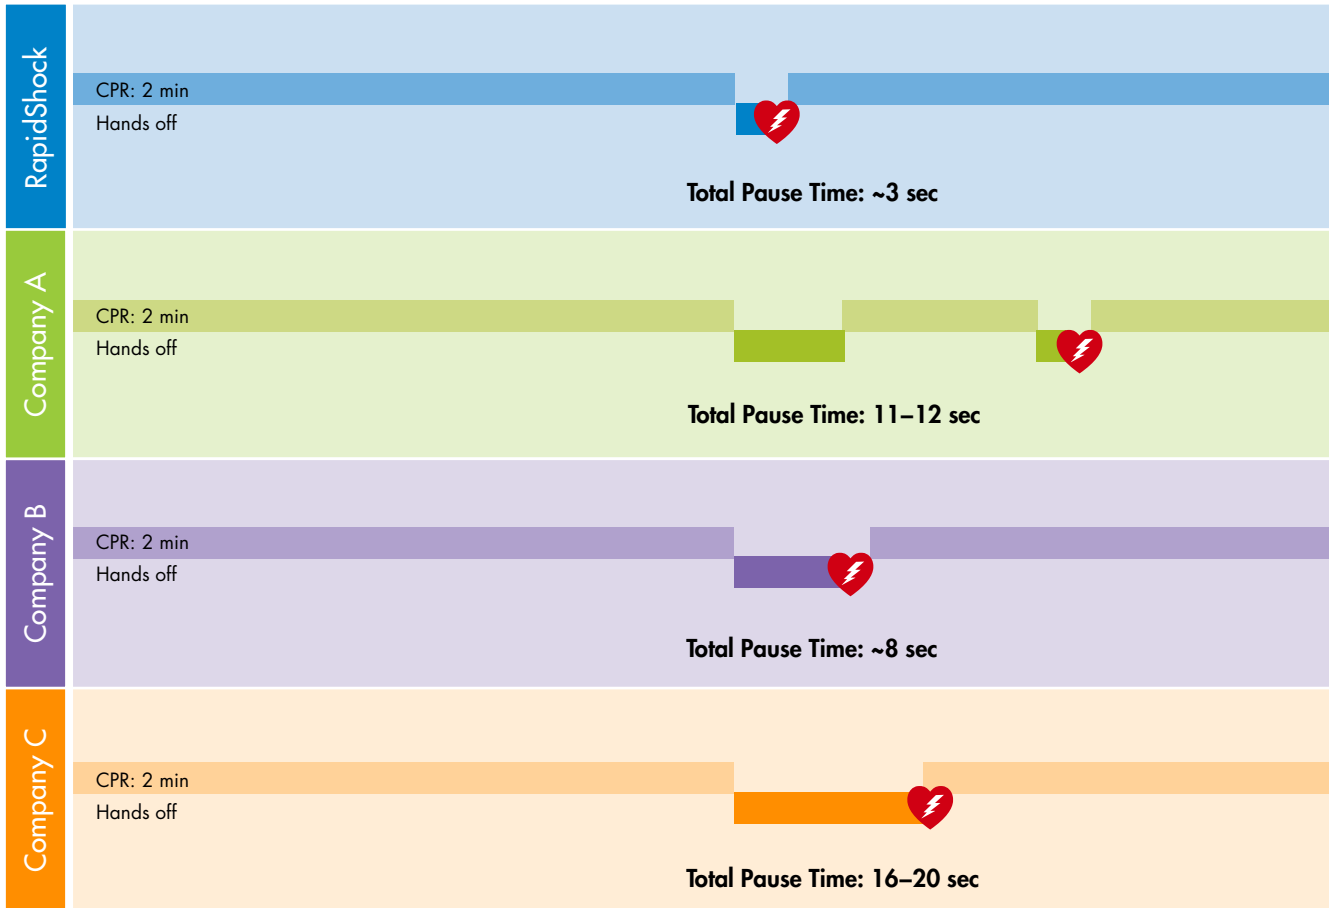 RapidShock
CPR: 2 min
Hands off
Total Pause Time: ~3 sec
Company A
CPR: 2 min
Hands off
Total Pause Time: 11–12 sec
Company B
CPR: 2 min
Hands off
Total Pause Time: ~8 sec
Company C
CPR: 2 min
Hands off
Total Pause Time: 16–20 sec